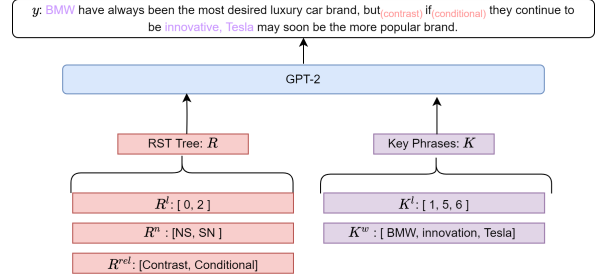 y: BMW have always been the most desired luxury car brand, but(contrast) if(conditional) they continue to
be innovative, Tesla may soon be the more popular brand.
GPT-2
RST Tree: R
Key Phrases: K
R^l: [ 0, 2 ]
K^l: [ 1, 5, 6 ]
R^n : [NS, SN ]
K^w : [ BMW, innovation, Tesla]
R^rel: [Contrast, Conditional]